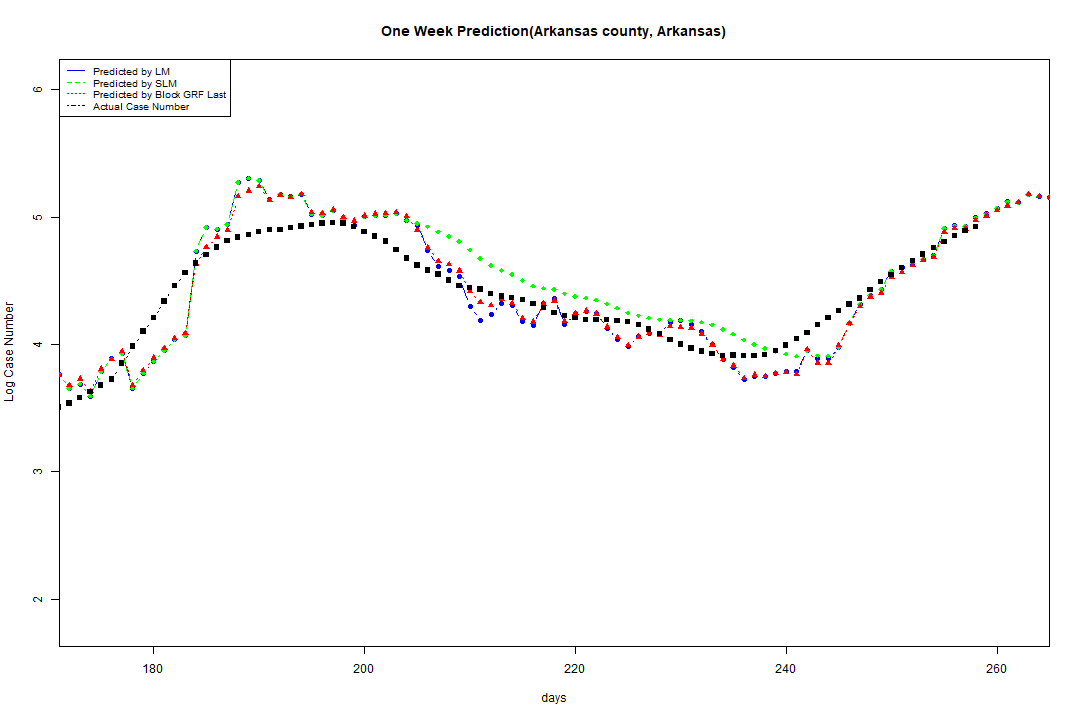 One Week Prediction(Arkansas county, Arkansas)
Predicted by LM
Predicted by SLM
Predicted by Block GRF Last
Actual Case Number
6
5
4
3
2
Log Case Number
180 200 220 240 260
days